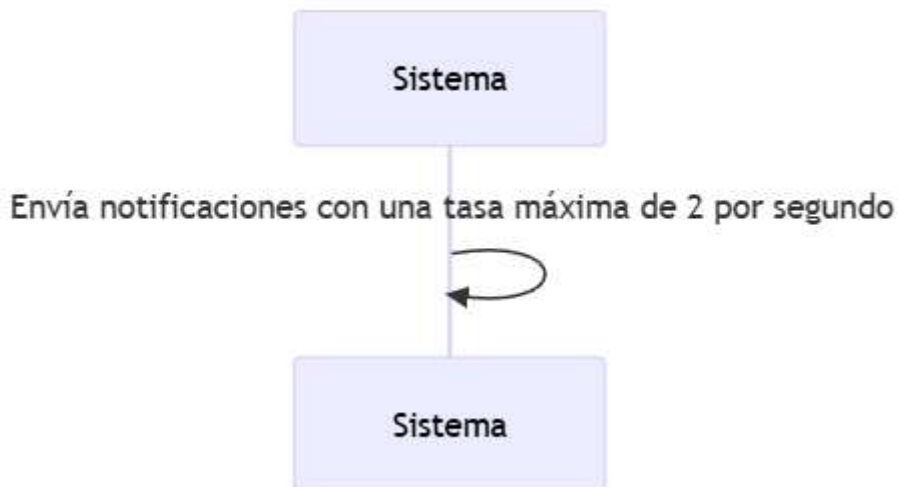 Sistema
Envía notificaciones con una tasa máxima de 2 por segundo
Sistema